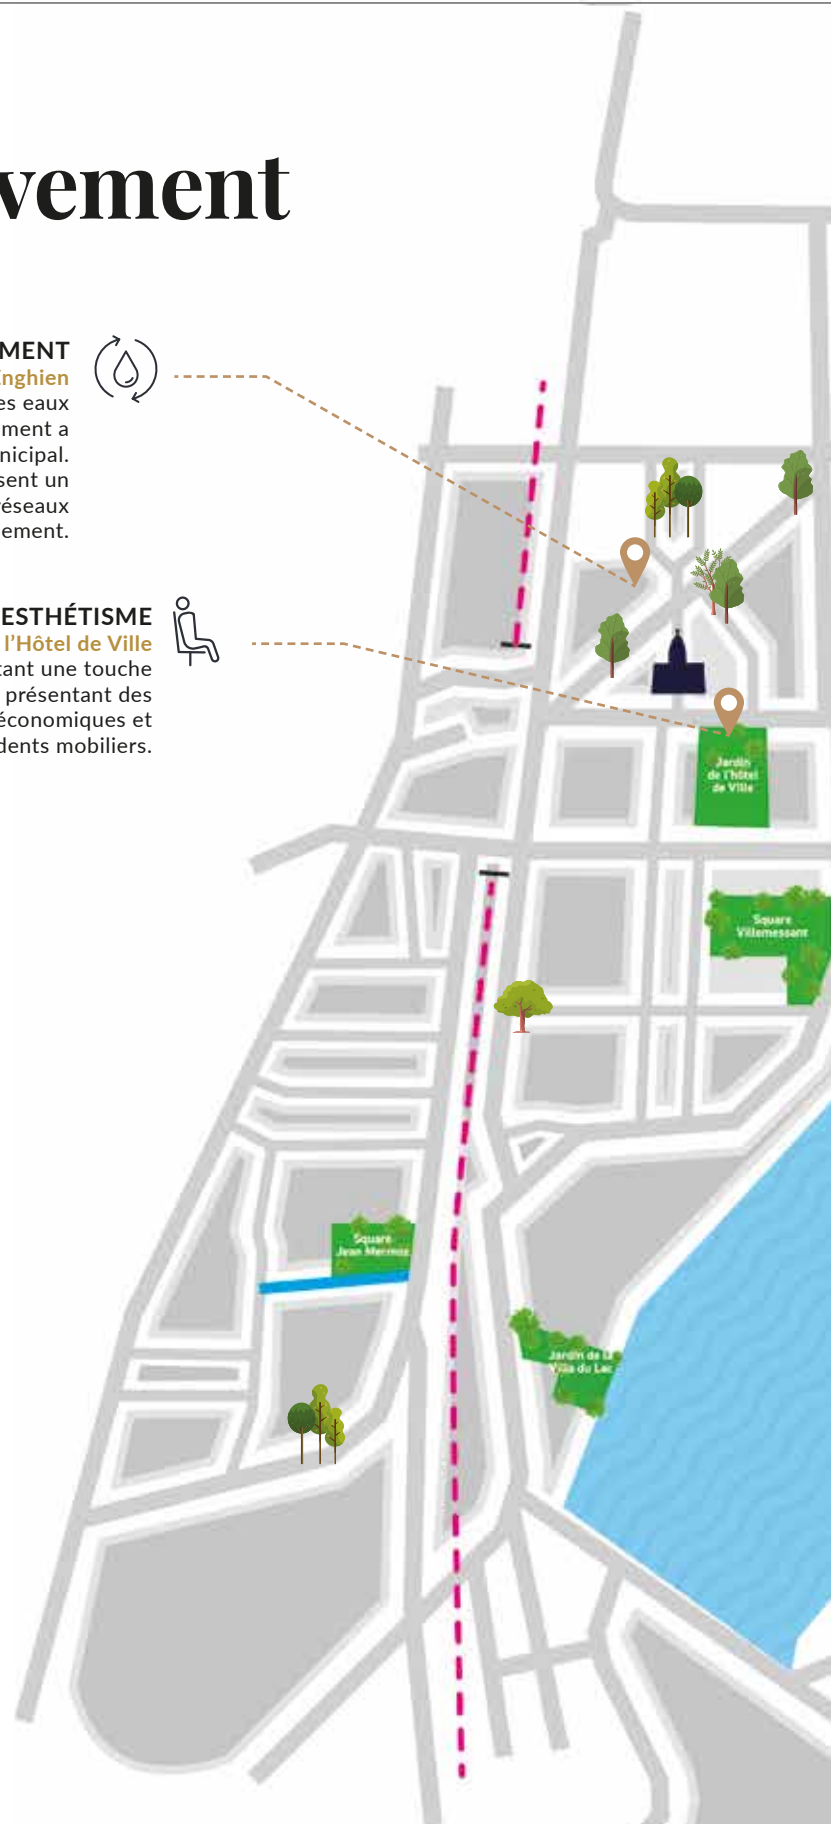 vement
MENT
Enghien
es eaux
ment a
nicipal.
sent un
réseaux
ement.
ESTHÉTISME
l'Hôtel de Ville
tant une touche
présentant des
économiques et
dents mobiliers.
Jardin
de l'hôtel
de Ville
Square
Villemessant
Square
Jean Mermoz
Jardin de la
Villa du Lac